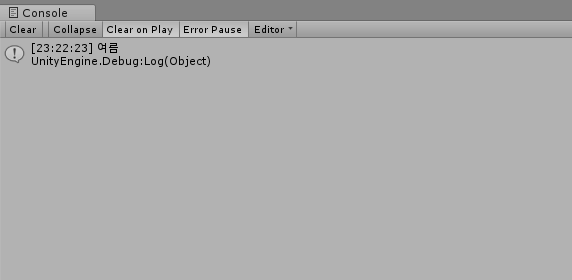 Console
Clear Collapse Clear on Play Error Pause Editor
[23:22:23] 여름
UnityEngine.Debug:Log(Object)